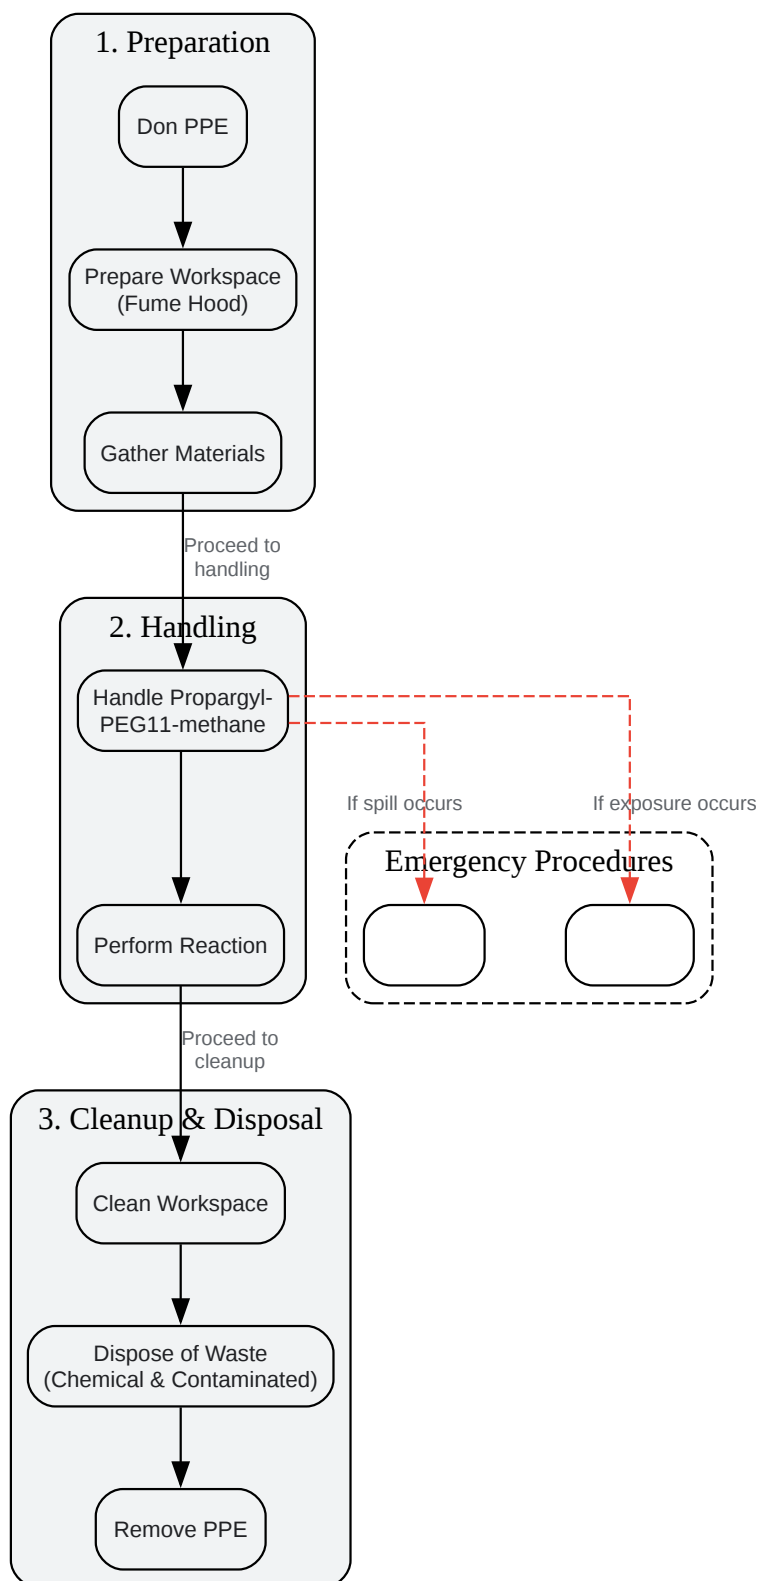 1. Preparation
Don PPE
Prepare Workspace
(Fume Hood)
Gather Materials
Proceed to
handling
2. Handling
Handle Propargyl-
PEG11-methane
If spill occurs
If exposure occurs
Emergency Procedures
Perform Reaction
Proceed to
cleanup
3. Cleanup & Disposal
Clean Workspace
Dispose of Waste
(Chemical & Contaminated)
Remove PPE